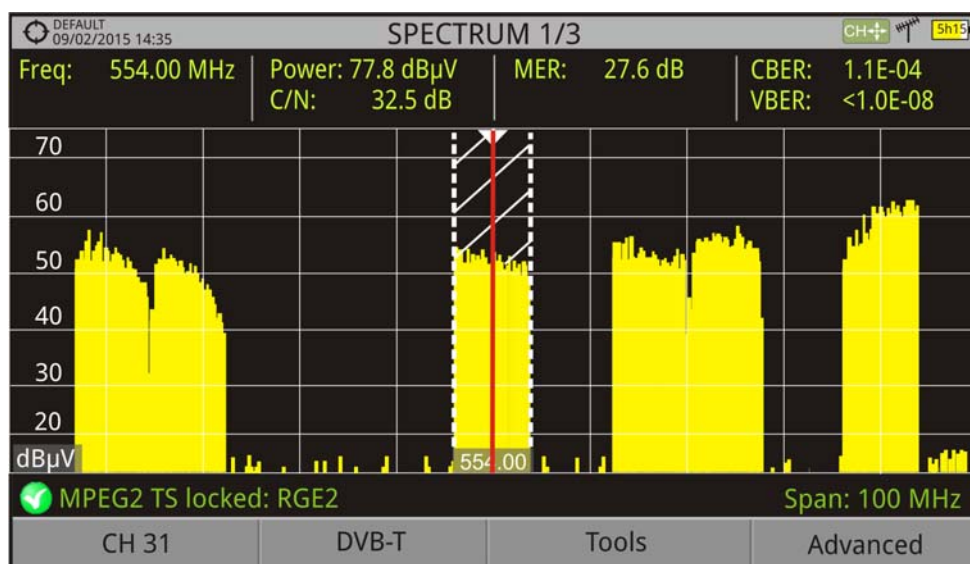 DEFAULT
09/02/2015 14:35
SPECTRUM 1/3
CH
5h15
Freq: 554.00 MHz
Power: 77.8 dBµV
C/N: 32.5 dB
MER: 27.6 dB
CBER: 1.1E-04
VBER: <1.0E-08
70
60
50
40
30
20
dBµV
554.00
MPEG2 TS locked: RGE2
Span: 100 MHz
CH 31
DVB-T
Tools
Advanced